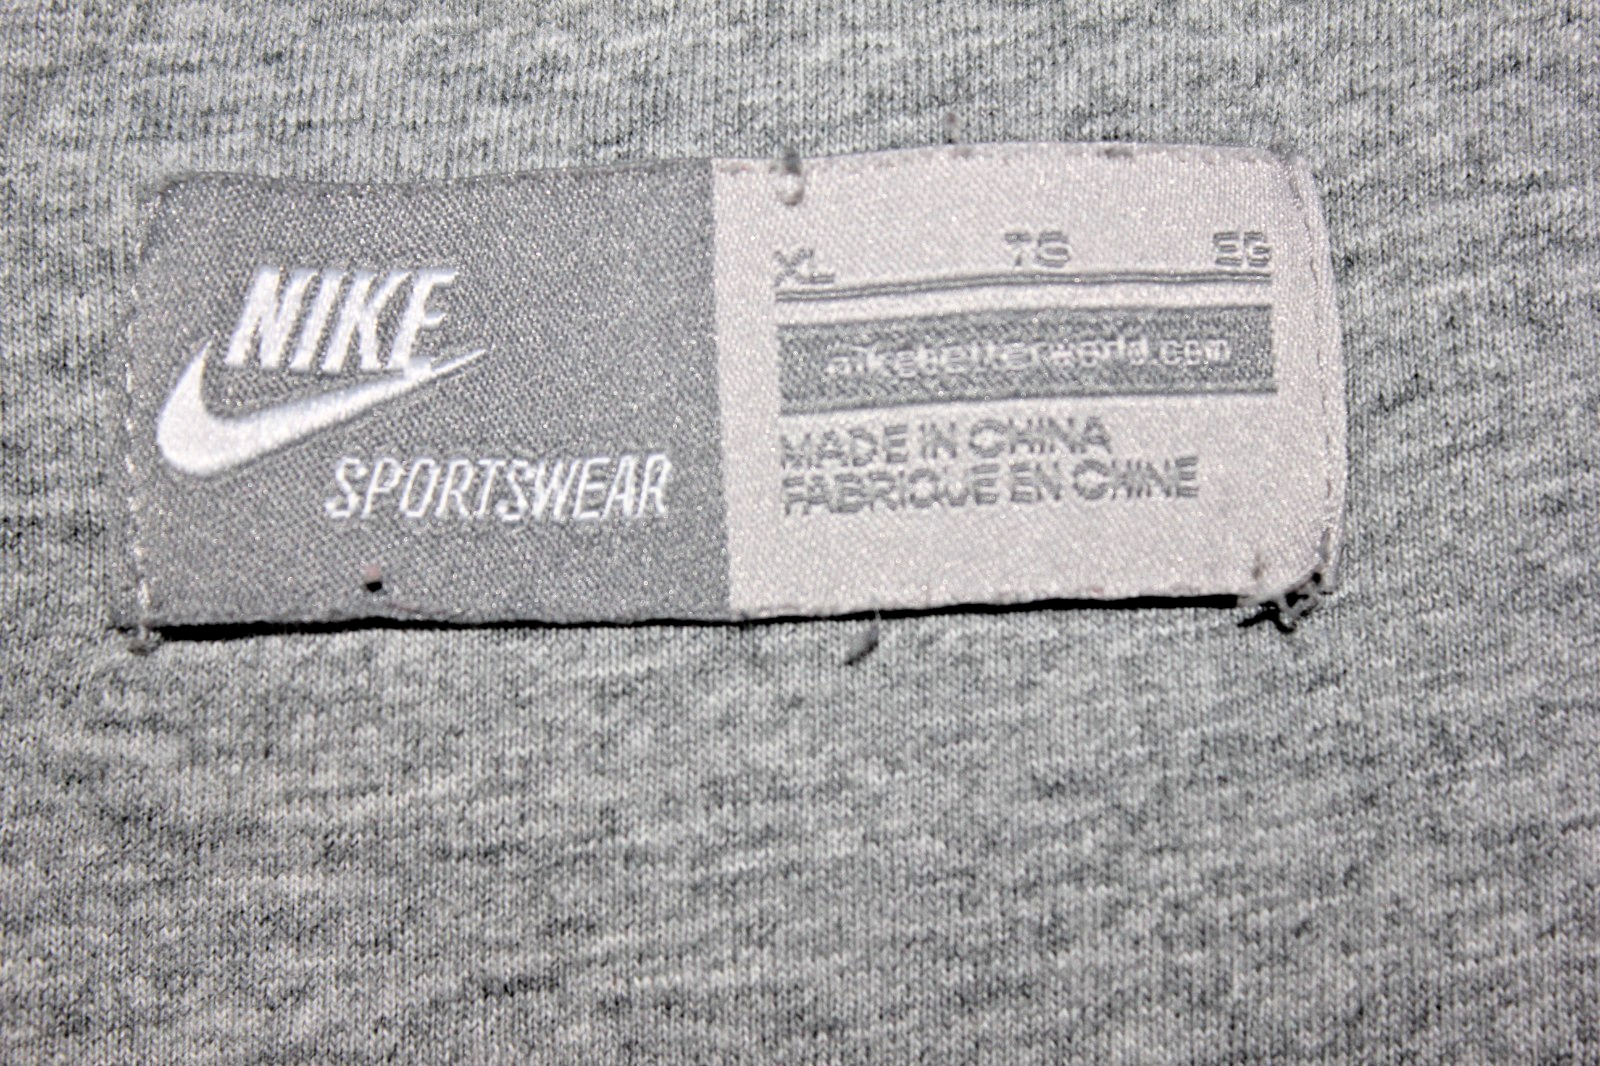 NIKE
SPORTSWEAR
XL TG EG
nikebetterworld.com
MADE IN CHINA
FABRIQUE EN CHINE